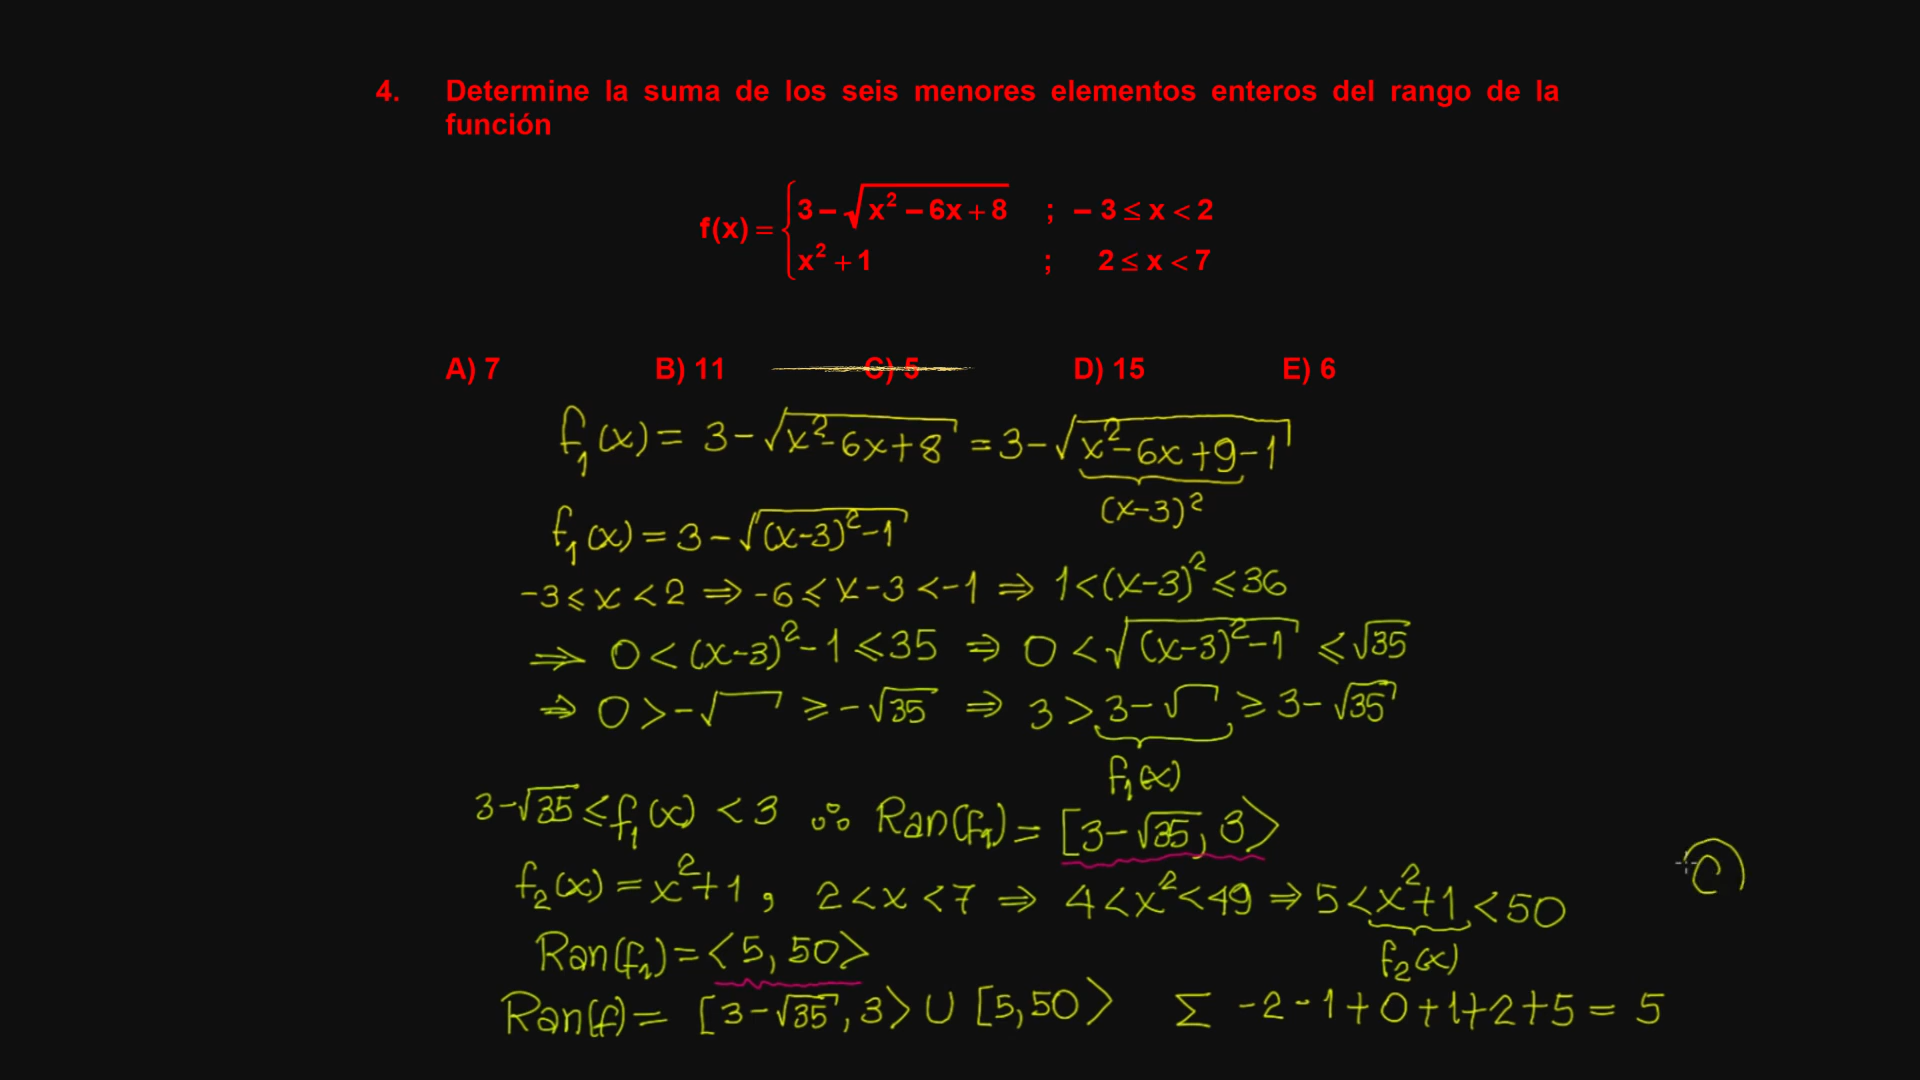 4. Determine la suma de los seis menores elementos enteros del rango de la
función
f(x) = { 3 − √(x² − 6x + 8) ; − 3 ≤ x < 2
x² + 1 ; 2 ≤ x < 7
A) 7 B) 11 C) 5 D) 15 E) 6
f₁(x) = 3 − √(x² − 6x + 8) = 3 − √(x² − 6x + 9 − 1)
(x−3)²
f₁(x) = 3 − √((x−3)² − 1)
−3 ≤ x < 2 ⇒ −6 ≤ x − 3 < −1 ⇒ 1 < (x−3)² ≤ 36
⇒ 0 < (x−3)² − 1 ≤ 35 ⇒ 0 < √((x−3)² − 1) ≤ √35
⇒ 0 > −√ ≥ −√35 ⇒ 3 > 3 − √ ≥ 3 − √35
f₁(x)
3 − √35 ≤ f₁(x) < 3 ∴ Ran(f₁) = [3 − √35, 3⟩
f₂(x) = x² + 1 , 2 < x < 7 ⇒ 4 < x² < 49 ⇒ 5 < x² + 1 < 50
C
Ran(f₂) = ⟨5, 50⟩
f₂(x)
Ran(f) = [3 − √35, 3⟩ ∪ [5, 50⟩ Σ −2 − 1 + 0 + 1 + 2 + 5 = 5